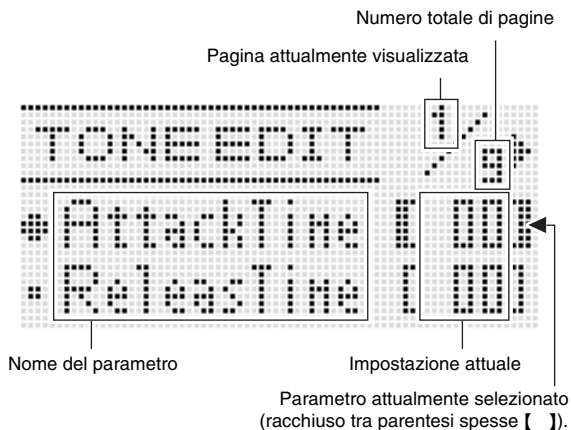 Numero totale di pagine
Pagina attualmente visualizzata
TONE EDIT 1/9
AttackTime【 00】
ReleasTime [ 00]
Nome del parametro
Impostazione attuale
Parametro attualmente selezionato
(racchiuso tra parentesi spesse【 】).